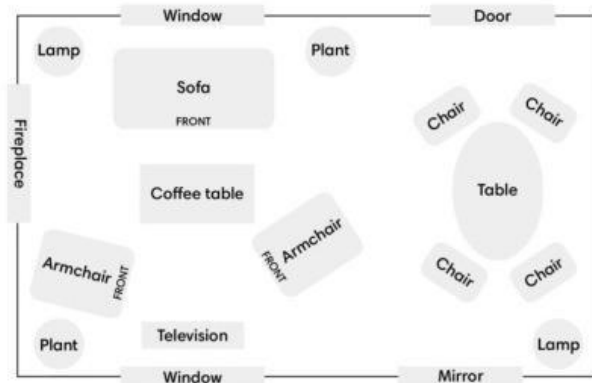 Window
Door
Lamp
Plant
Sofa
FRONT
Fireplace
Chair
Chair
Coffee table
Table
Armchair
FRONT
Armchair
FRONT
Chair
Chair
Television
Plant
Lamp
Window
Mirror